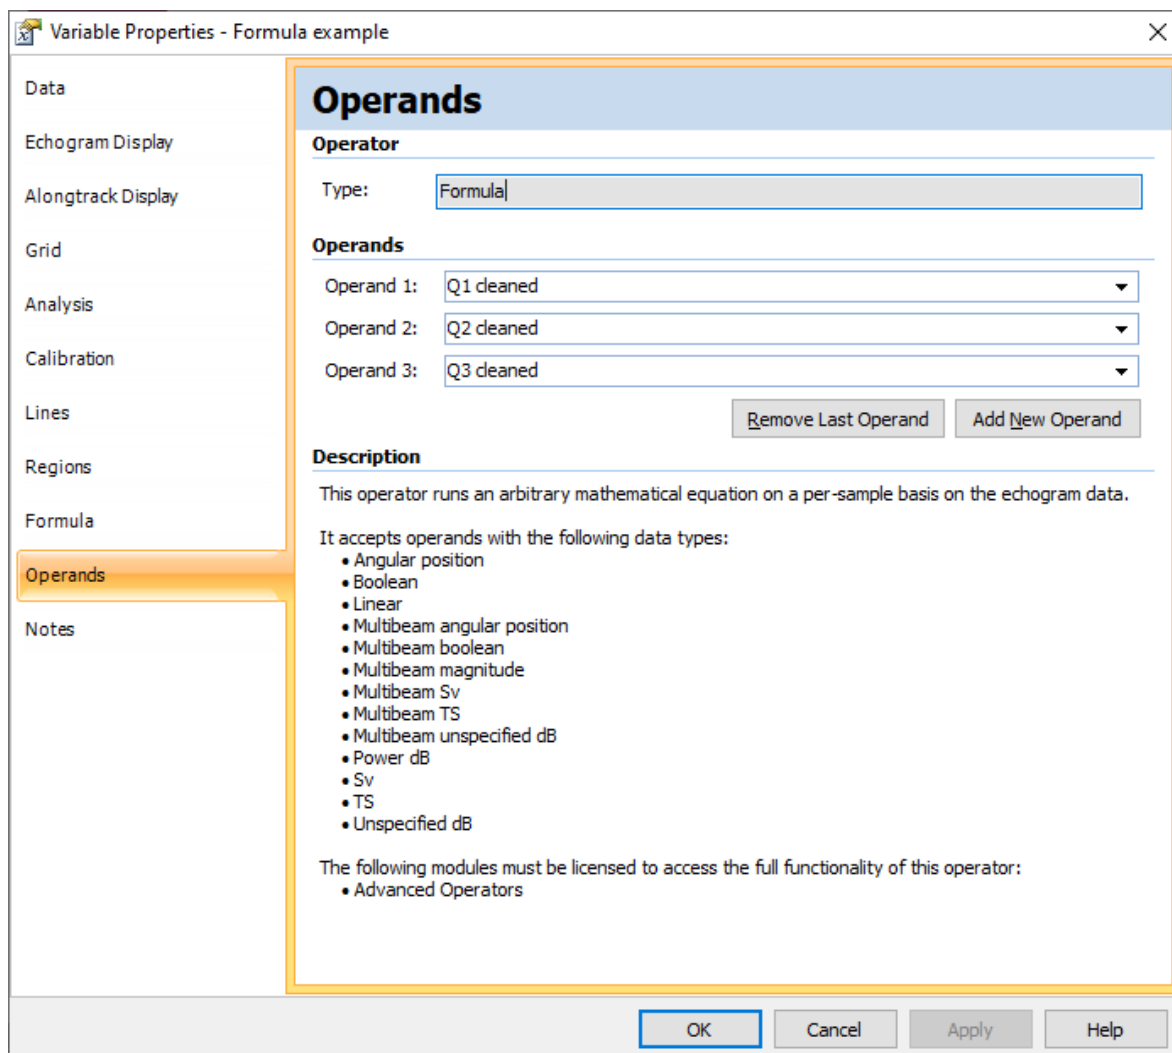 Variable Properties - Formula example
Data
Echogram Display
Alongtrack Display
Grid
Analysis
Calibration
Lines
Regions
Formula
Operands
Notes
Operands
Operator
Type: Formula
Operands
Operand 1: Q1 cleaned
Operand 2: Q2 cleaned
Operand 3: Q3 cleaned
Remove Last Operand Add New Operand
Description
This operator runs an arbitrary mathematical equation on a per-sample basis on the echogram data.
It accepts operands with the following data types:
• Angular position
• Boolean
• Linear
• Multibeam angular position
• Multibeam boolean
• Multibeam magnitude
• Multibeam Sv
• Multibeam TS
• Multibeam unspecified dB
• Power dB
• Sv
• TS
• Unspecified dB
The following modules must be licensed to access the full functionality of this operator:
• Advanced Operators
OK Cancel Apply Help